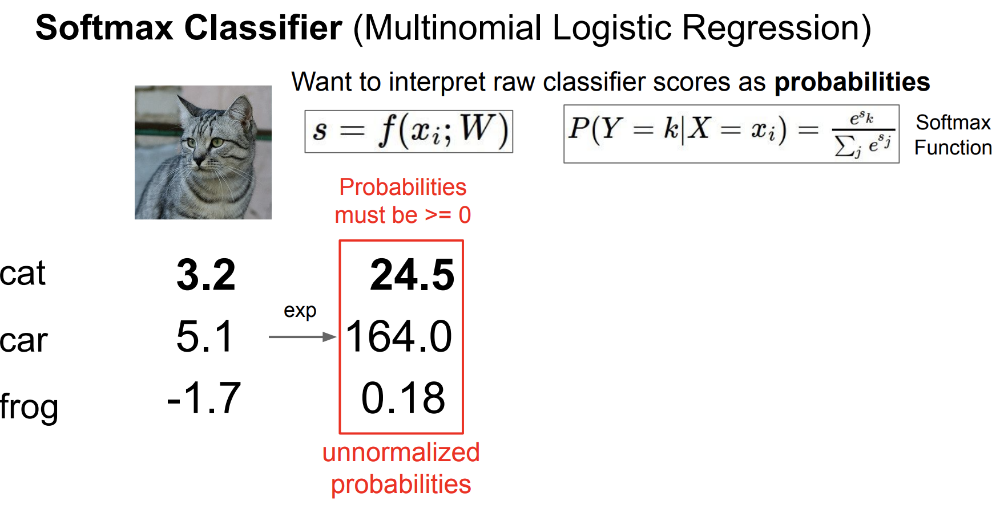 Softmax Classifier (Multinomial Logistic Regression)
Want to interpret raw classifier scores as probabilities
s = f(x_i; W)
P(Y = k|X = x_i) = e^{s_k} / ∑_j e^{s_j}
Softmax
Function
Probabilities
must be >= 0
cat 3.2 24.5
exp
car 5.1 164.0
frog -1.7 0.18
unnormalized
probabilities